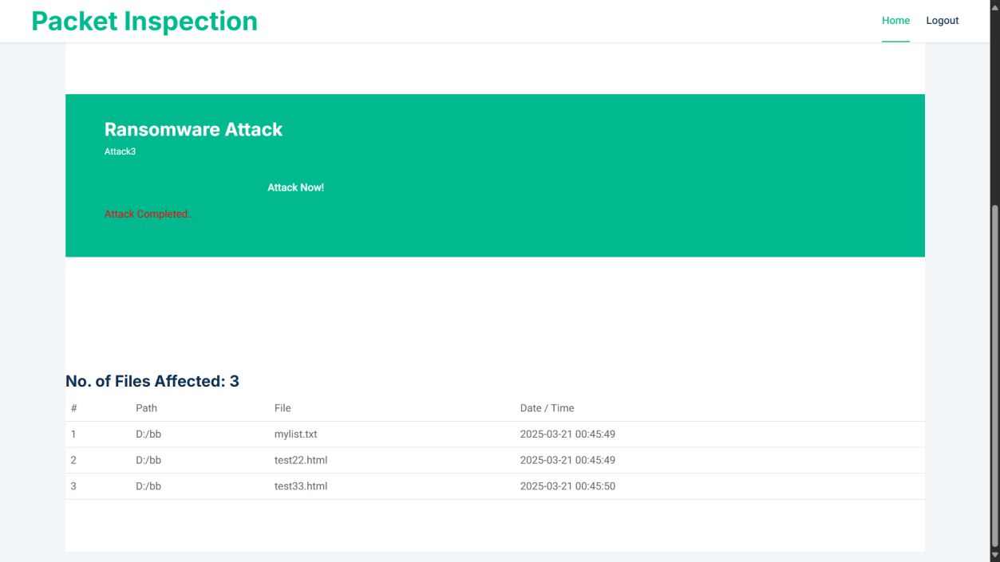 Packet Inspection
Home Logout
Ransomware Attack
Attack3
Attack Now!
Attack Completed..
No. of Files Affected: 3
# Path File Date / Time
1 D:/bb mylist.txt 2025-03-21 00:45:49
2 D:/bb test22.html 2025-03-21 00:45:49
3 D:/bb test33.html 2025-03-21 00:45:50